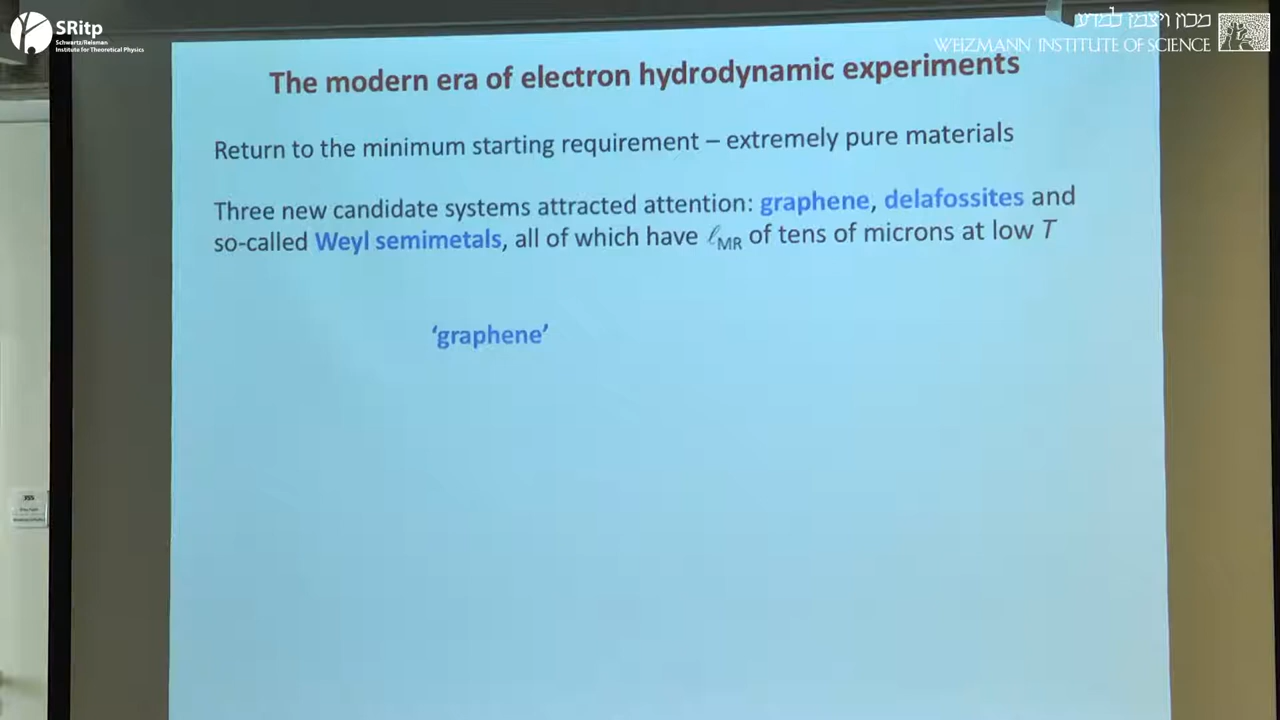 SRitp
Schwartz/Reisman
Institute for Theoretical Physics
מכון ויצמן למדע
WEIZMANN INSTITUTE OF SCIENCE
The modern era of electron hydrodynamic experiments
Return to the minimum starting requirement – extremely pure materials
Three new candidate systems attracted attention: graphene, delafossites and
so-called Weyl semimetals, all of which have ℓMR of tens of microns at low T
‘graphene’
355